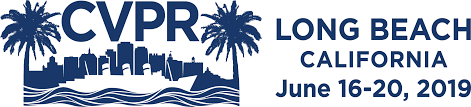 CVPR
LONG BEACH
CALIFORNIA
June 16-20, 2019